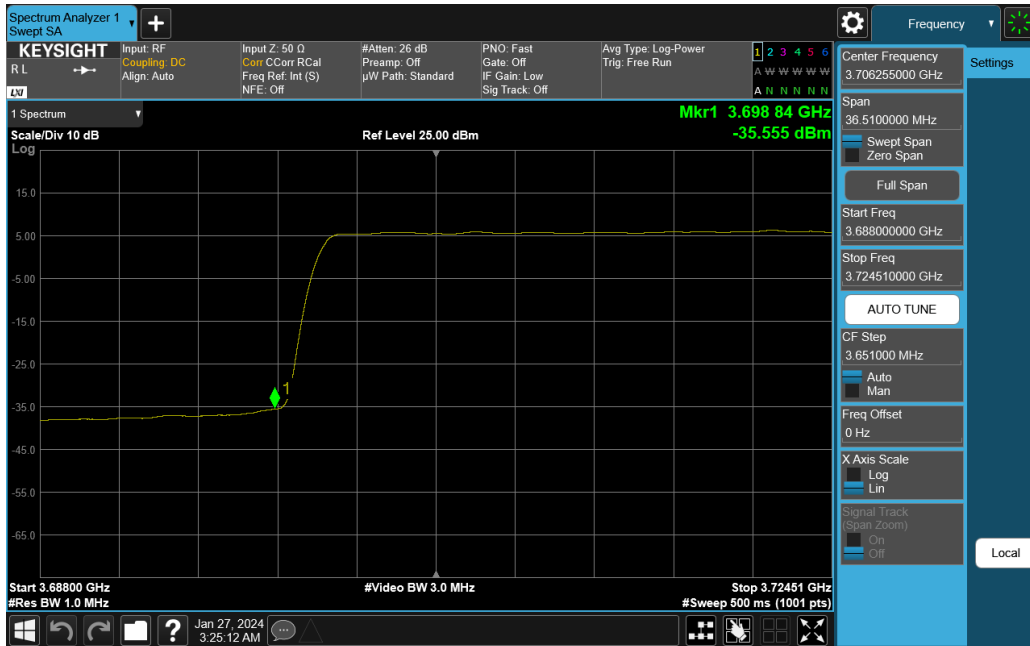 Spectrum Analyzer 1
Swept SA
Frequency
KEYSIGHT
R L
LXI
Input: RF
Coupling: DC
Align: Auto
Input Z: 50 Ω
Corr CCorr RCal
Freq Ref: Int (S)
NFE: Off
#Atten: 26 dB
Preamp: Off
µW Path: Standard
PNO: Fast
Gate: Off
IF Gain: Low
Sig Track: Off
Avg Type: Log-Power
Trig: Free Run
1 2 3 4 5 6
A W W W W W
A N N N N N
1 Spectrum
Scale/Div 10 dB
Log
Ref Level 25.00 dBm
Mkr1 3.698 84 GHz
-35.555 dBm
15.0
5.00
-5.00
-15.0
-25.0
-35.0
-45.0
-55.0
-65.0
1
Start 3.68800 GHz
#Res BW 1.0 MHz
#Video BW 3.0 MHz
Stop 3.72451 GHz
#Sweep 500 ms (1001 pts)
Center Frequency
3.706255000 GHz
Span
36.5100000 MHz
Swept Span
Zero Span
Full Span
Start Freq
3.688000000 GHz
Stop Freq
3.724510000 GHz
AUTO TUNE
CF Step
3.651000 MHz
Auto
Man
Freq Offset
0 Hz
X Axis Scale
Log
Lin
Signal Track
(Span Zoom)
On
Off
Settings
Local
?
Jan 27, 2024
3:25:12 AM